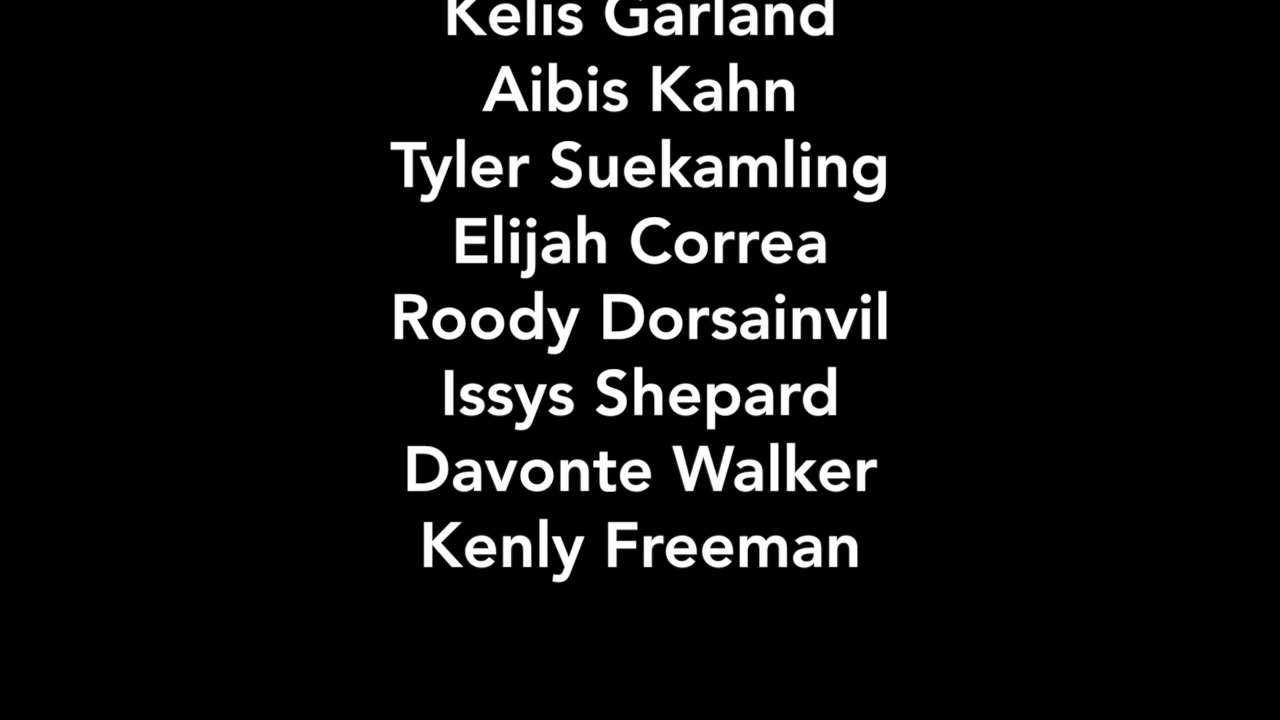 Kelis Garland
Aibis Kahn
Tyler Suekamling
Elijah Correa
Roody Dorsainvil
Issys Shepard
Davonte Walker
Kenly Freeman